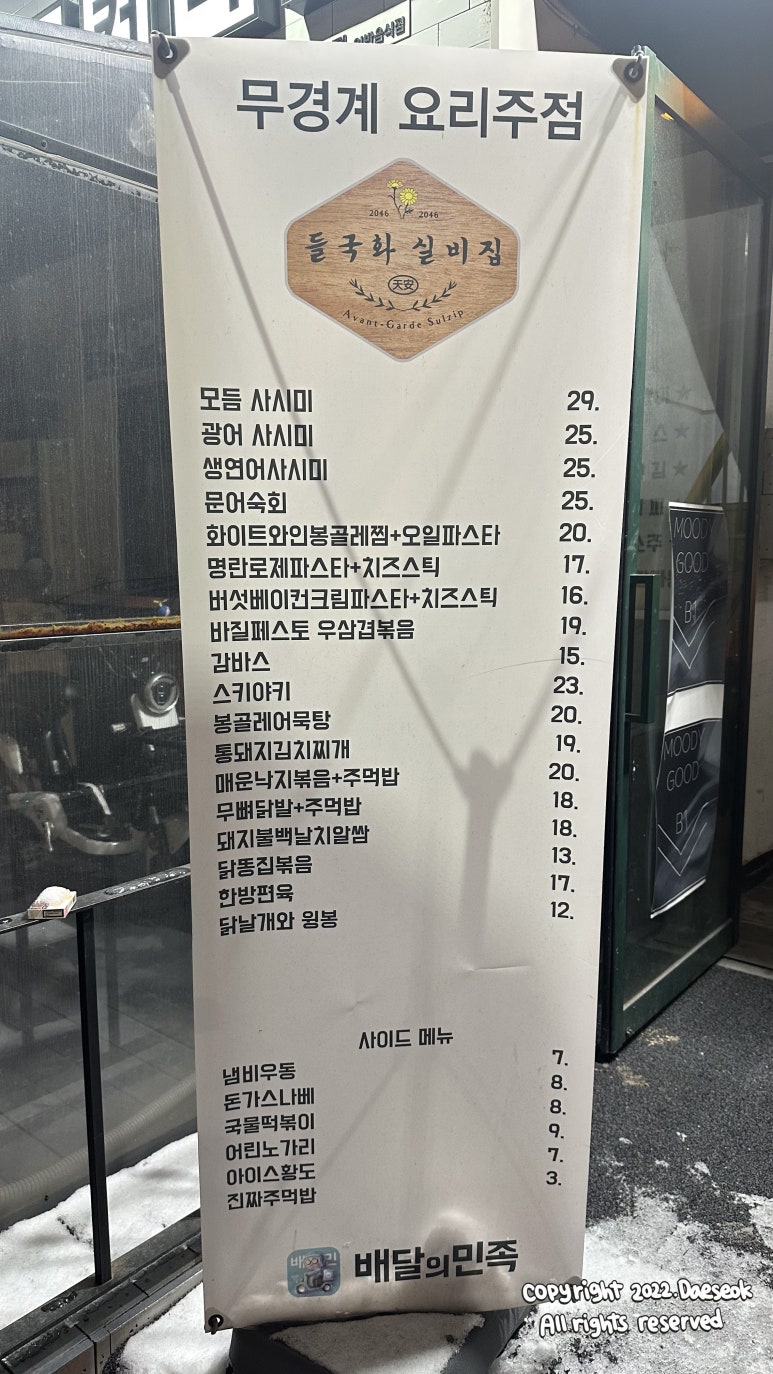 무경계 요리주점
2046 2046
들국화 실비집
天安
Avant-Garde Sulzip
모듬 사시미 29.
광어 사시미 25.
생연어사시미 25.
문어숙회 25.
화이트와인봉골레찜+오일파스타 20.
명란로제파스타+치즈스틱 17.
버섯베이컨크림파스타+치즈스틱 16.
바질페스토 우삼겹볶음 19.
감바스 15.
스키야키 23.
봉골레어묵탕 20.
통돼지김치찌개 19.
매운낙지볶음+주먹밥 20.
무뼈닭발+주먹밥 18.
돼지불백날치알쌈 18.
닭똥집볶음 13.
한방편육 17.
닭날개와 윙봉 12.
사이드 메뉴
냄비우동 7.
돈가스나베 8.
국물떡볶이 8.
어린노가리 9.
아이스황도 7.
진짜주먹밥 3.
배달의민족
MOOD
GOOD
B1
MOODY
GOOD
B1
Copyright 2022.Daeseok
All rights reserved